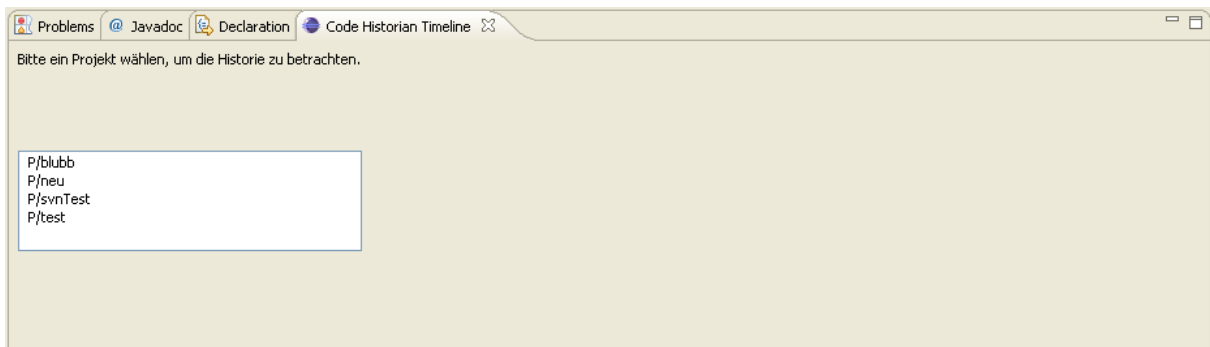 Problems @ Javadoc Declaration Code Historian Timeline
Bitte ein Projekt wählen, um die Historie zu betrachten.
P/blubb
P/neu
P/svnTest
P/test